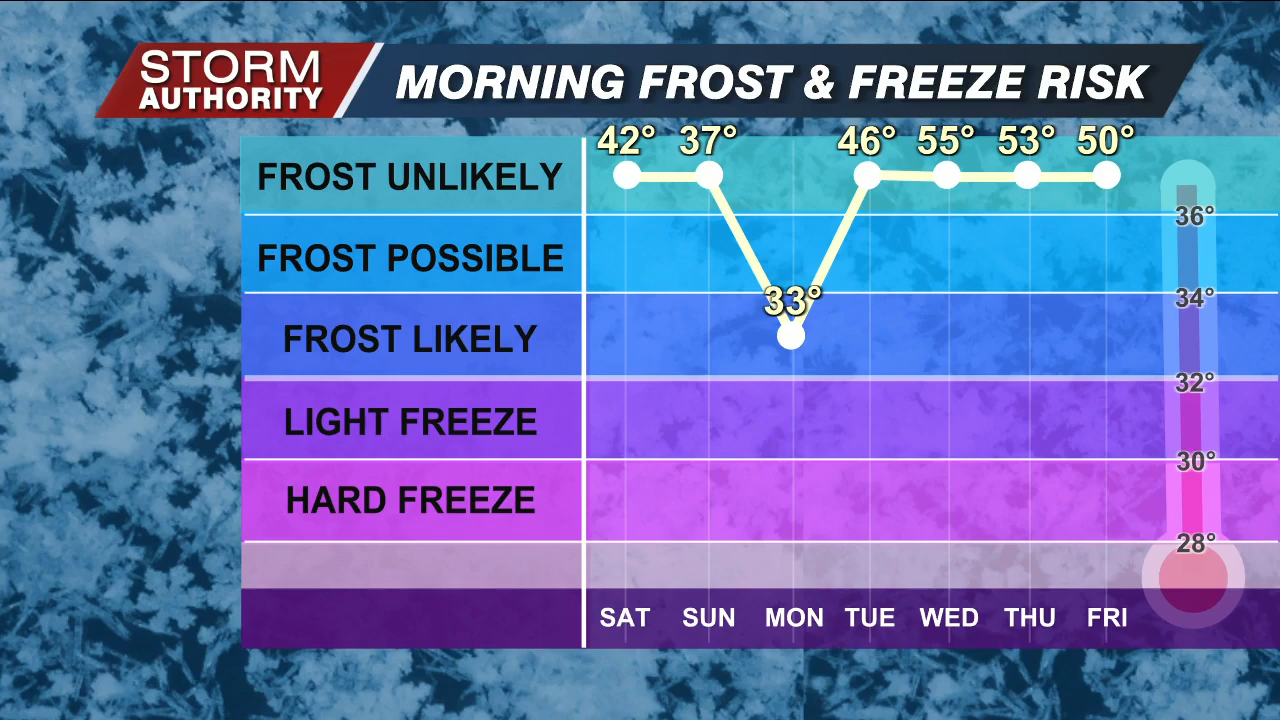 STORM
AUTHORITY
MORNING FROST & FREEZE RISK
42° 37° 46° 55° 53° 50°
FROST UNLIKELY
36°
FROST POSSIBLE
33°
34°
FROST LIKELY
32°
LIGHT FREEZE
30°
HARD FREEZE
28°
SAT SUN MON TUE WED THU FRI